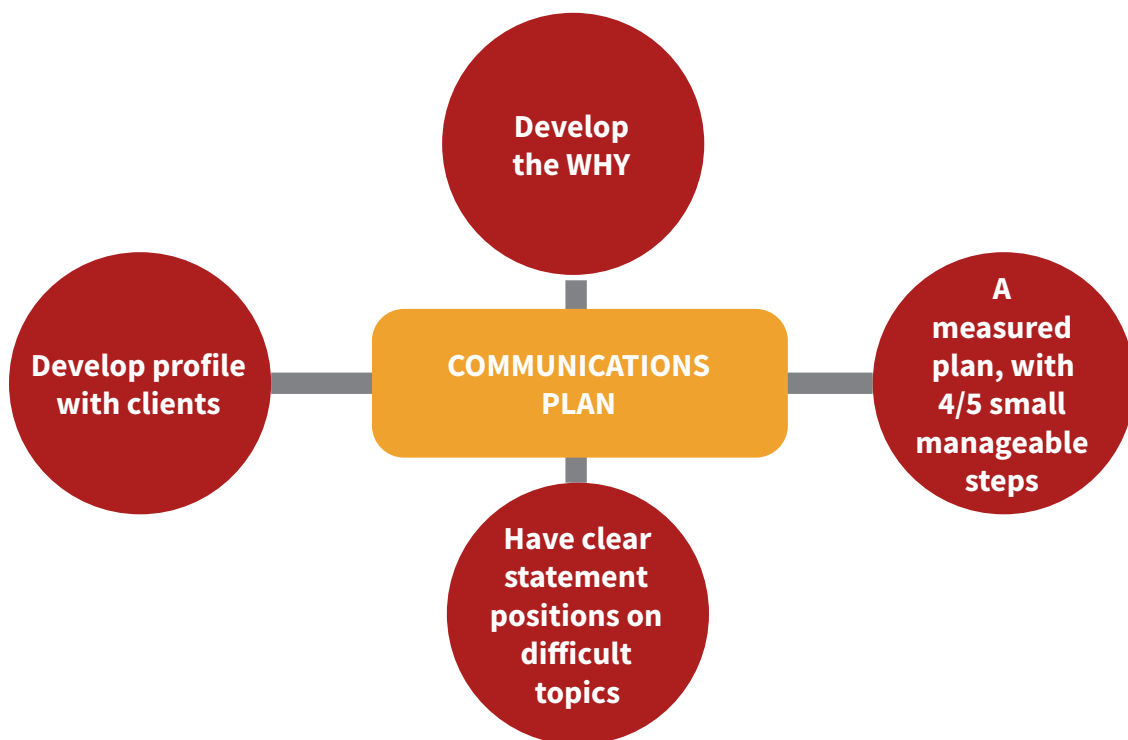 Develop
the WHY
Develop profile
with clients
COMMUNICATIONS
PLAN
A
measured
plan, with
4/5 small
manageable
steps
Have clear
statement
positions on
difficult
topics